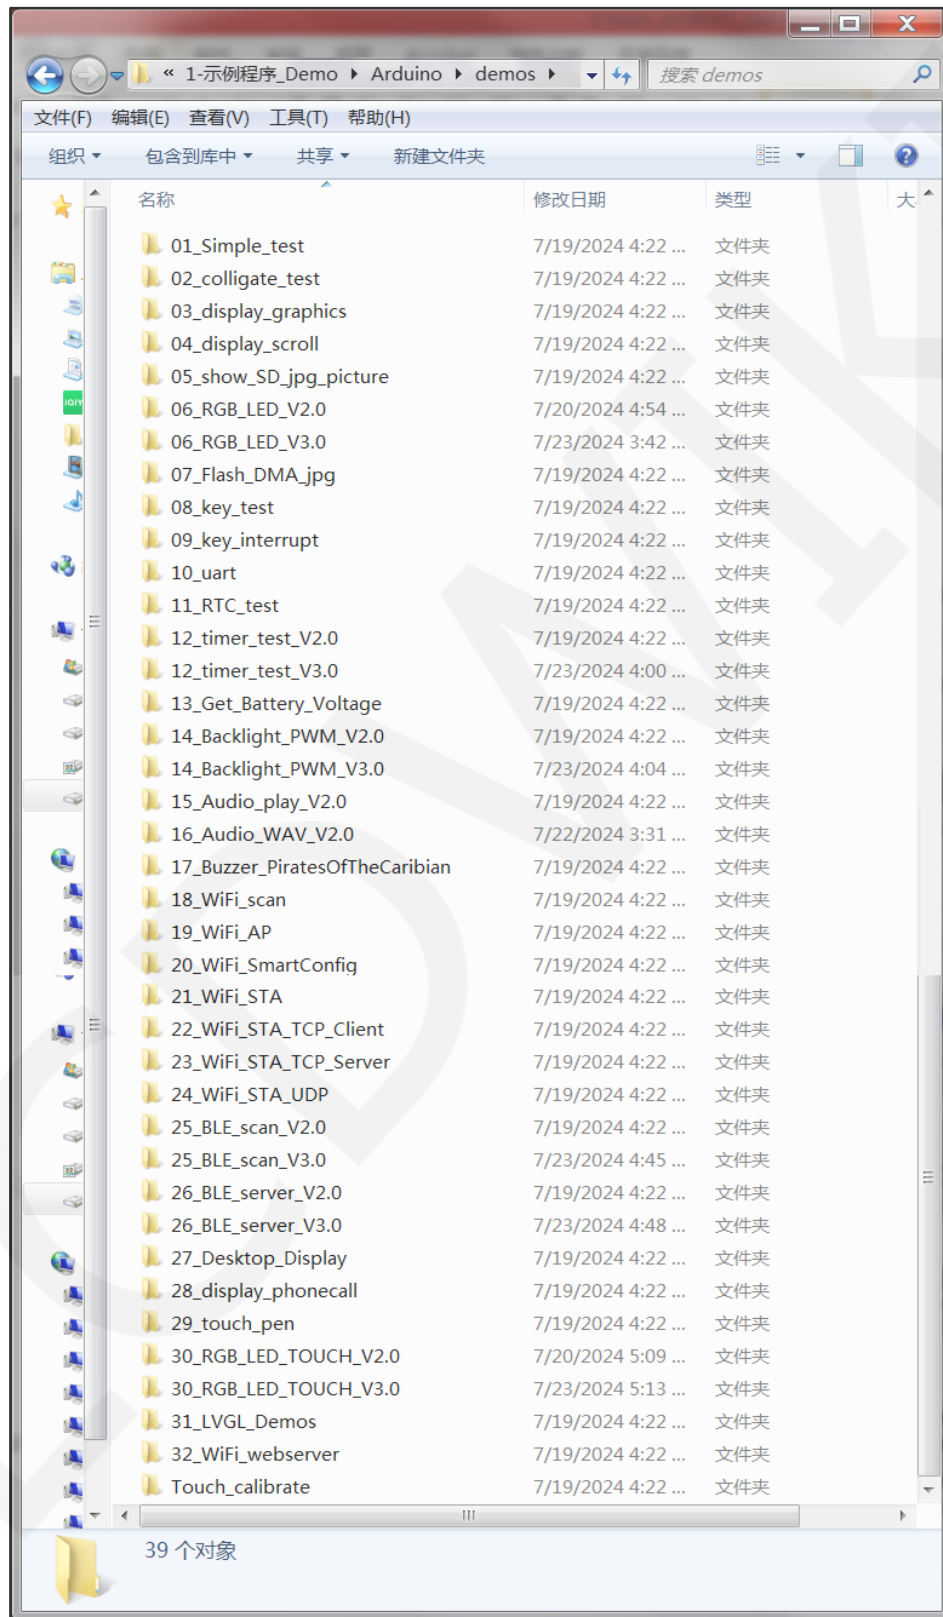 « 1-示例程序_Demo ▸ Arduino ▸ demos ▸ 搜索 demos
文件(F) 编辑(E) 查看(V) 工具(T) 帮助(H)
组织 包含到库中 共享 新建文件夹
名称 修改日期 类型 大
01_Simple_test 7/19/2024 4:22 ... 文件夹
02_colligate_test 7/19/2024 4:22 ... 文件夹
03_display_graphics 7/19/2024 4:22 ... 文件夹
04_display_scroll 7/19/2024 4:22 ... 文件夹
05_show_SD_jpg_picture 7/19/2024 4:22 ... 文件夹
06_RGB_LED_V2.0 7/20/2024 4:54 ... 文件夹
06_RGB_LED_V3.0 7/23/2024 3:42 ... 文件夹
07_Flash_DMA_jpg 7/19/2024 4:22 ... 文件夹
08_key_test 7/19/2024 4:22 ... 文件夹
09_key_interrupt 7/19/2024 4:22 ... 文件夹
10_uart 7/19/2024 4:22 ... 文件夹
11_RTC_test 7/19/2024 4:22 ... 文件夹
12_timer_test_V2.0 7/19/2024 4:22 ... 文件夹
12_timer_test_V3.0 7/23/2024 4:00 ... 文件夹
13_Get_Battery_Voltage 7/19/2024 4:22 ... 文件夹
14_Backlight_PWM_V2.0 7/19/2024 4:22 ... 文件夹
14_Backlight_PWM_V3.0 7/23/2024 4:04 ... 文件夹
15_Audio_play_V2.0 7/19/2024 4:22 ... 文件夹
16_Audio_WAV_V2.0 7/22/2024 3:31 ... 文件夹
17_Buzzer_PiratesOfTheCaribian 7/19/2024 4:22 ... 文件夹
18_WiFi_scan 7/19/2024 4:22 ... 文件夹
19_WiFi_AP 7/19/2024 4:22 ... 文件夹
20_WiFi_SmartConfig 7/19/2024 4:22 ... 文件夹
21_WiFi_STA 7/19/2024 4:22 ... 文件夹
22_WiFi_STA_TCP_Client 7/19/2024 4:22 ... 文件夹
23_WiFi_STA_TCP_Server 7/19/2024 4:22 ... 文件夹
24_WiFi_STA_UDP 7/19/2024 4:22 ... 文件夹
25_BLE_scan_V2.0 7/19/2024 4:22 ... 文件夹
25_BLE_scan_V3.0 7/23/2024 4:45 ... 文件夹
26_BLE_server_V2.0 7/19/2024 4:22 ... 文件夹
26_BLE_server_V3.0 7/23/2024 4:48 ... 文件夹
27_Desktop_Display 7/19/2024 4:22 ... 文件夹
28_display_phonecall 7/19/2024 4:22 ... 文件夹
29_touch_pen 7/19/2024 4:22 ... 文件夹
30_RGB_LED_TOUCH_V2.0 7/20/2024 5:09 ... 文件夹
30_RGB_LED_TOUCH_V3.0 7/23/2024 5:13 ... 文件夹
31_LVGL_Demos 7/19/2024 4:22 ... 文件夹
32_WiFi_webserver 7/19/2024 4:22 ... 文件夹
Touch_calibrate 7/19/2024 4:22 ... 文件夹
39 个对象